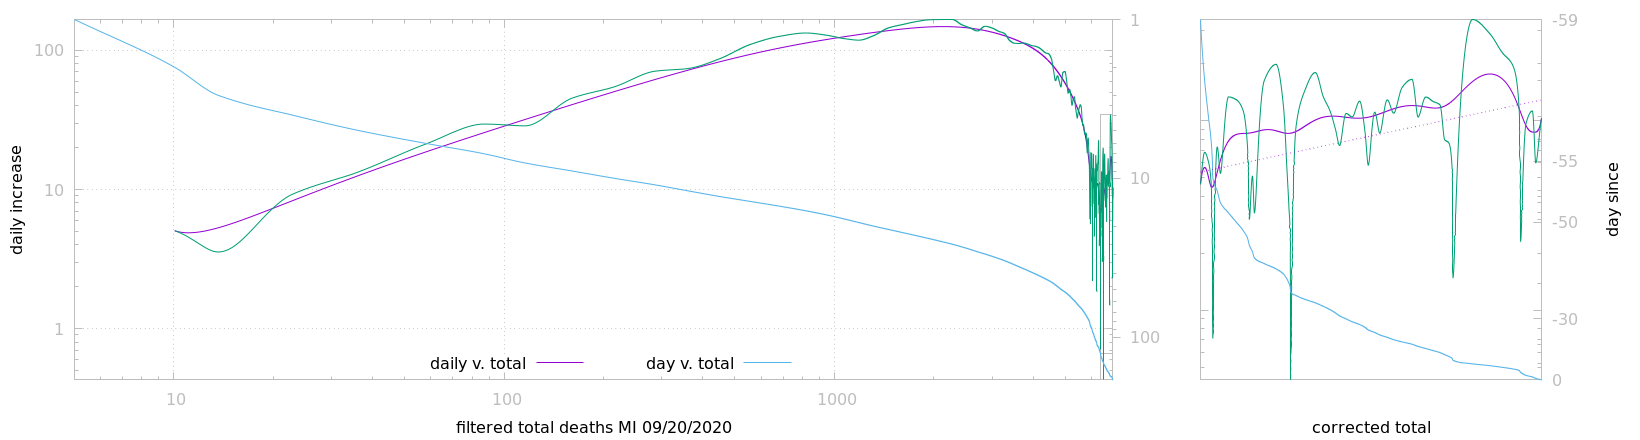 daily increase
100
10
1
10
100
1000
filtered total deaths MI 09/20/2020
daily v. total
day v. total
1
10
100
-59
-55
-50
-30
0
day since
corrected total